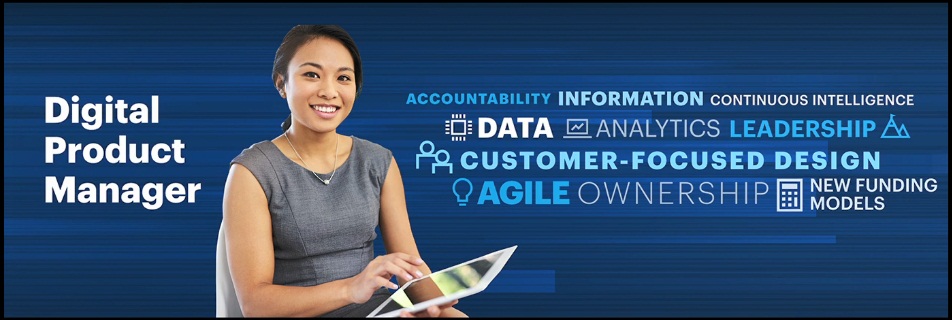 Digital
Product
Manager
ACCOUNTABILITY INFORMATION CONTINUOUS INTELLIGENCE
DATA ANALYTICS LEADERSHIP
CUSTOMER-FOCUSED DESIGN
AGILE OWNERSHIP NEW FUNDING
MODELS